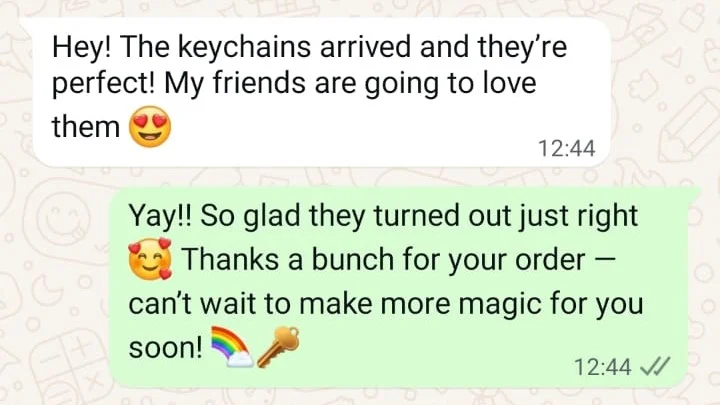 Hey! The keychains arrived and they’re
perfect! My friends are going to love
them 😍
12:44
Yay!! So glad they turned out just right
🥰 Thanks a bunch for your order —
can’t wait to make more magic for you
soon! 🌈🗝️
12:44